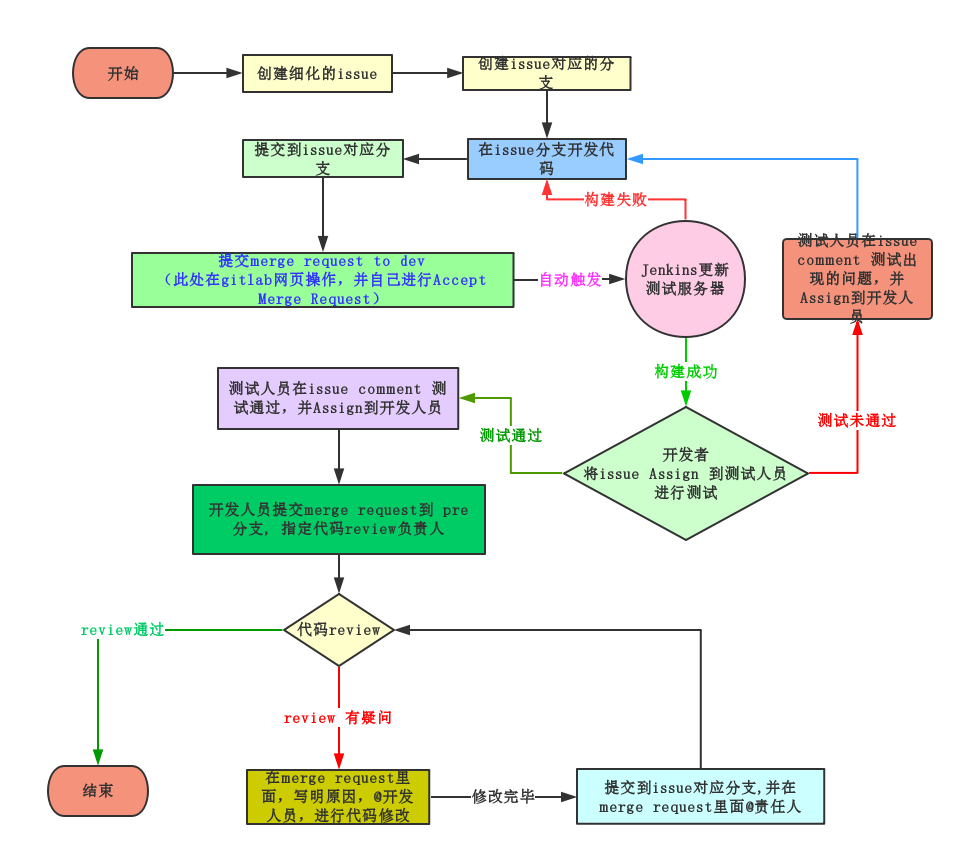 开始
创建细化的issue
创建issue对应的分
支
提交到issue对应分
支
在issue分支开发代
码
构建失败
提交merge request to dev
（此处在gitlab网页操作，并自己进行Accept
Merge Request）
自动触发
Jenkins更新
测试服务器
测试人员在issue
comment 测试出
现的问题，并
Assign到开发人
员
构建成功
测试人员在issue comment 测
试通过，并Assign到开发人员
测试通过
测试未通过
开发者
将issue Assign 到测试人员
进行测试
开发人员提交merge request到 pre
分支, 指定代码review负责人
review通过
代码review
review 有疑问
结束
在merge request里
面，写明原因，@开发
人员，进行代码修改
修改完毕
提交到issue对应分支,并在
merge request里面@责任人